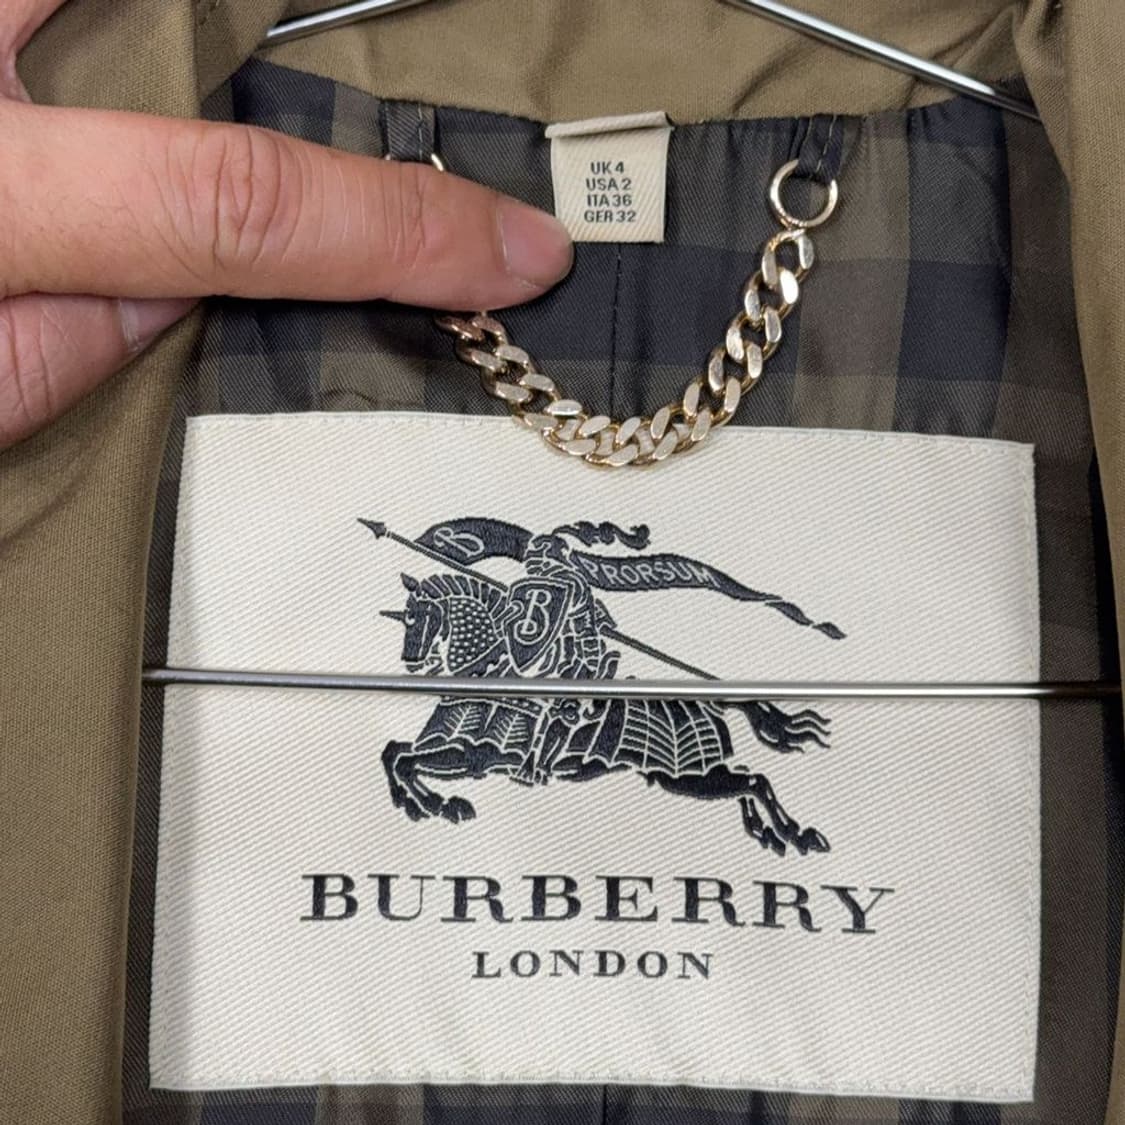 UK 4
USA 2
ITA 36
GER 32
B
PRORSUM
B
BURBERRY
LONDON